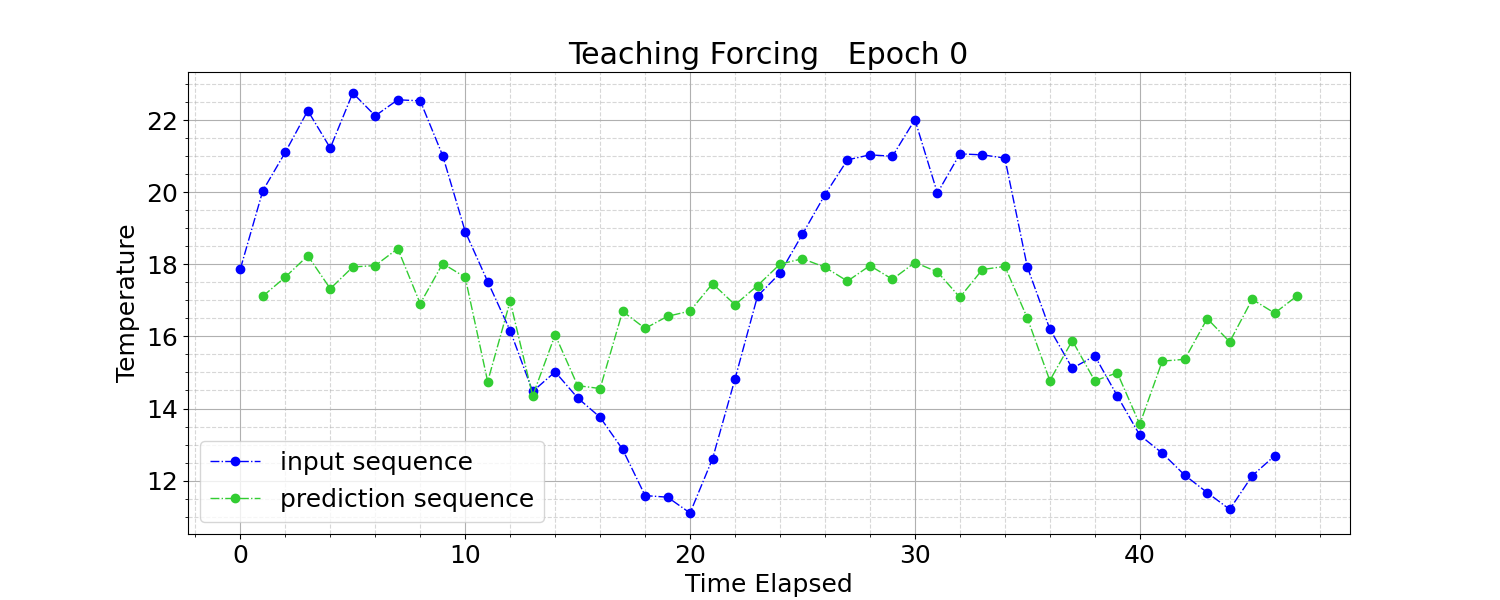 Teaching Forcing   Epoch 0
Temperature
22
20
18
16
14
12
input sequence
prediction sequence
0 10 20 30 40
Time Elapsed